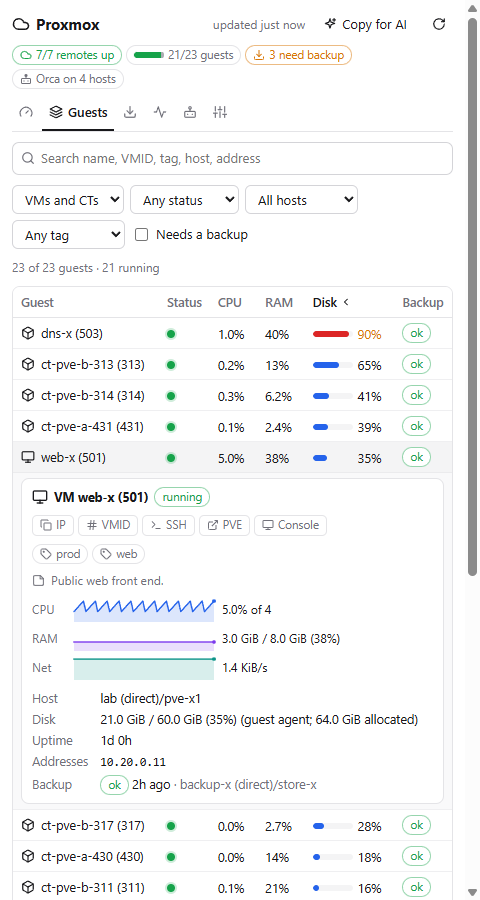 Proxmox updated just now Copy for AI
7/7 remotes up 21/23 guests 3 need backup
Orca on 4 hosts
Guests
Search name, VMID, tag, host, address
VMs and CTs Any status All hosts
Any tag Needs a backup
23 of 23 guests · 21 running
Guest Status CPU RAM Disk Backup
dns-x (503) 1.0% 40% 90% ok
ct-pve-b-313 (313) 0.2% 13% 65% ok
ct-pve-b-314 (314) 0.3% 6.2% 41% ok
ct-pve-a-431 (431) 0.1% 2.4% 39% ok
web-x (501) 5.0% 38% 35% ok
VM web-x (501) running
IP VMID SSH PVE Console
prod web
Public web front end.
CPU 5.0% of 4
RAM 3.0 GiB / 8.0 GiB (38%)
Net 1.4 KiB/s
Host lab (direct)/pve-x1
Disk 21.0 GiB / 60.0 GiB (35%) (guest agent; 64.0 GiB allocated)
Uptime 1d 0h
Addresses 10.20.0.11
Backup ok 2h ago · backup-x (direct)/store-x
ct-pve-b-317 (317) 0.0% 2.7% 28% ok
ct-pve-a-430 (430) 0.0% 14% 18% ok
ct-pve-b-311 (311) 0.1% 21% 16% ok